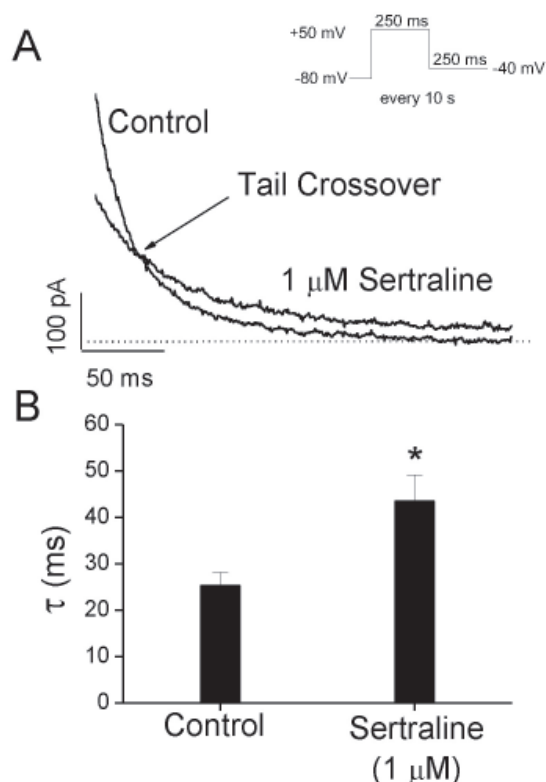 A
250 ms
+50 mV
250 ms
-80 mV
-40 mV
every 10 s
Control
Tail Crossover
1 μM Sertraline
100 pA
50 ms
B
60
50
40
30
20
10
0
τ (ms)
*
Control
Sertraline
(1 μM)